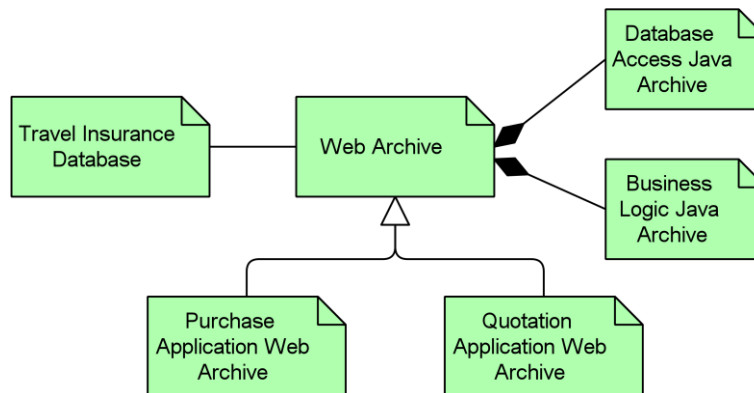 Database
Access Java
Archive
Travel Insurance
Database
Web Archive
Business
Logic Java
Archive
Purchase
Application Web
Archive
Quotation
Application Web
Archive